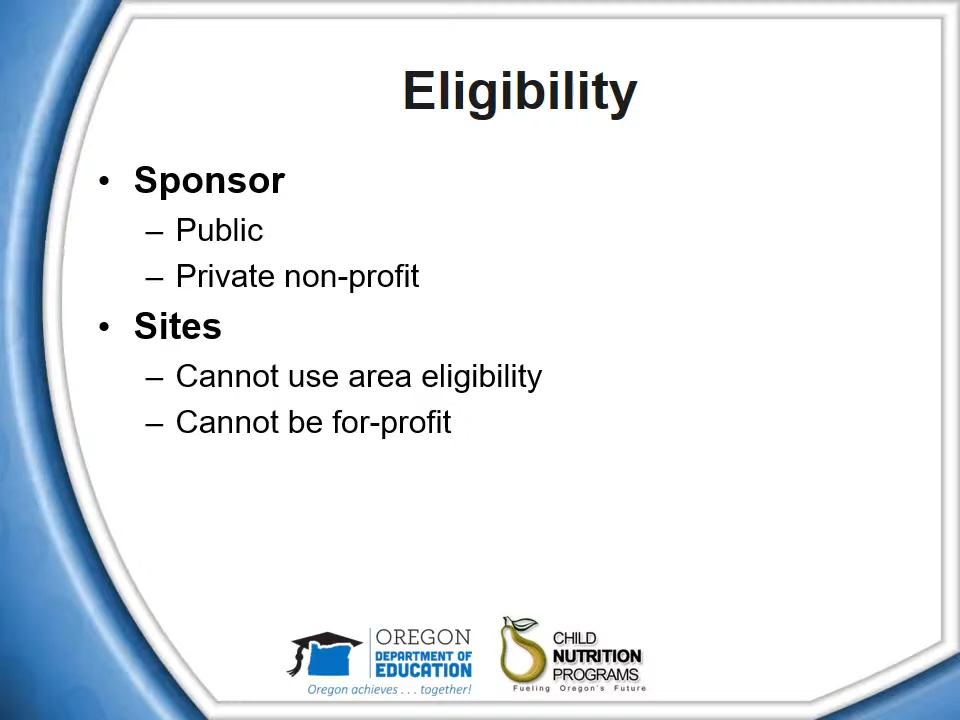 Eligibility
• Sponsor
– Public
– Private non-profit
• Sites
– Cannot use area eligibility
– Cannot be for-profit
OREGON
DEPARTMENT OF
EDUCATION
Oregon achieves . . . together!
CHILD
NUTRITION
PROGRAMS
Fueling Oregon's Future